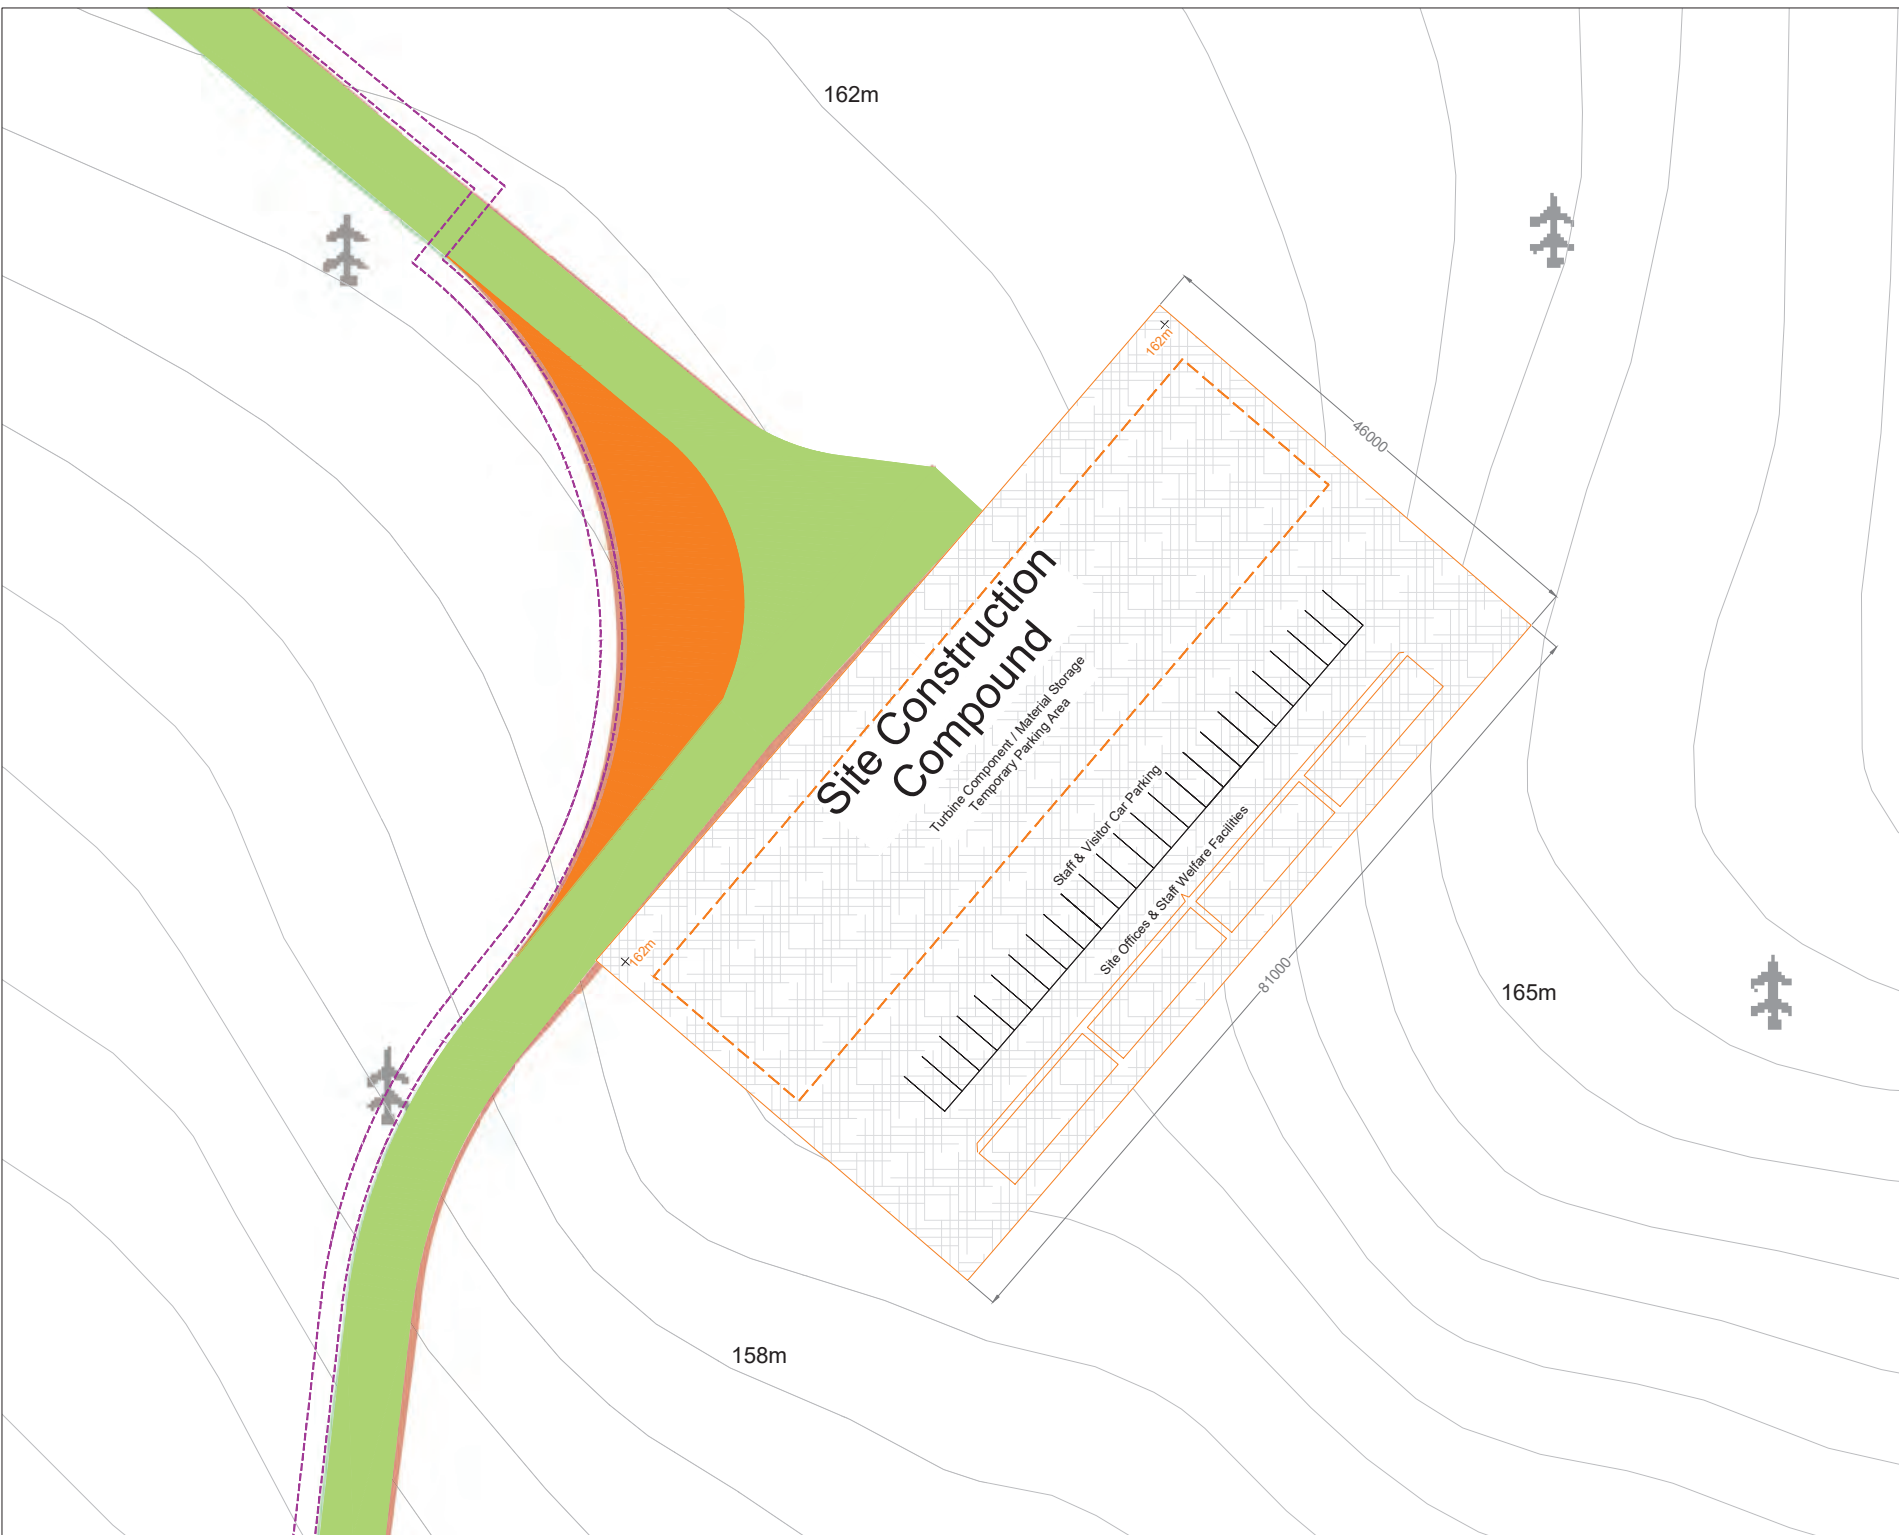 162m
162m
46000
Site Construction
Compound
Turbine Component / Material Storage
Temporary Parking Area
Staff & Visitor Car Parking
Site Offices & Staff Welfare Facilities
162m
81000
165m
158m